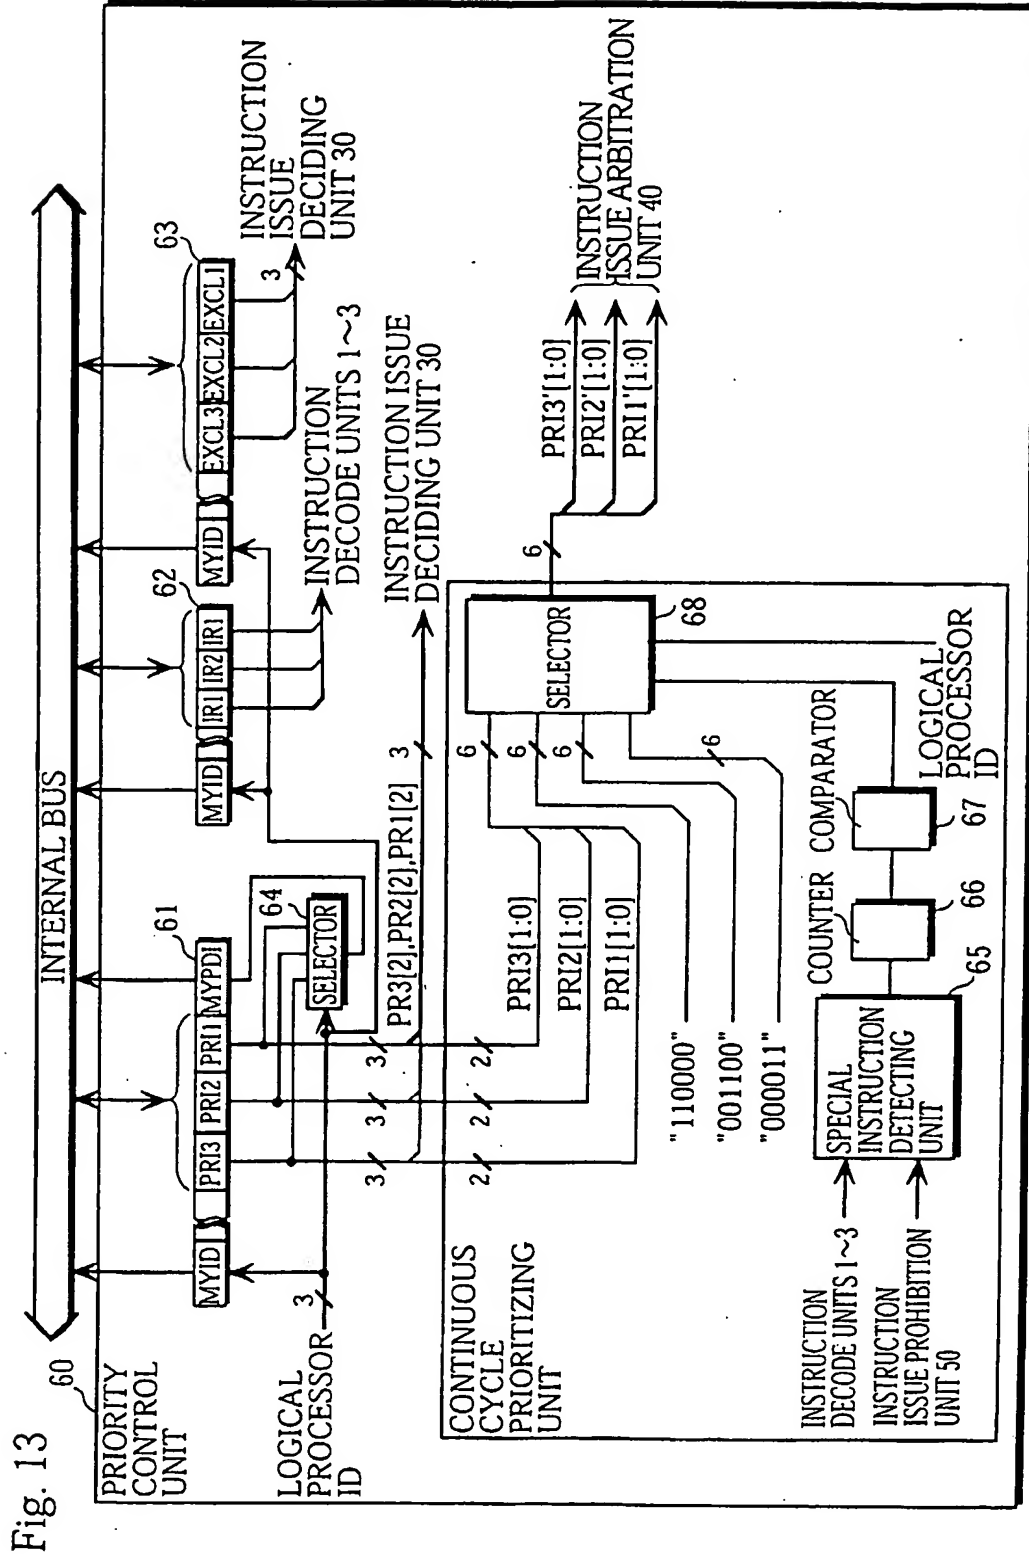 Fig. 13
INTERNAL BUS
60
PRIORITY
CONTROL
UNIT
MYID
PRI3
PRI2
PRI1
MYPDI
61
MYID
IR1
IR2
IR1
62
MYID
EXCL3
EXCL2
EXCL1
63
3
INSTRUCTION
ISSUE
DECIDING
UNIT 30
64
SELECTOR
INSTRUCTION
DECODE UNITS 1~3
LOGICAL
PROCESSOR
ID
3
3
3
3
PR3[2],PR2[2],PR1[2]
3
INSTRUCTION ISSUE
DECIDING UNIT 30
2
2
2
CONTINUOUS
CYCLE
PRIORITIZING
UNIT
PRI3[1:0]
PRI2[1:0]
PRI1[1:0]
6
6
6
6
SELECTOR
68
6
PRI3'[1:0]
PRI2'[1:0]
PRI1'[1:0]
INSTRUCTION
ISSUE ARBITRATION
UNIT 40
"110000"
"001100"
"000011"
INSTRUCTION
DECODE UNITS 1~3
INSTRUCTION
ISSUE PROHIBITION
UNIT 50
SPECIAL
INSTRUCTION
DETECTING
UNIT
65
COUNTER
66
COMPARATOR
67
LOGICAL
PROCESSOR
ID